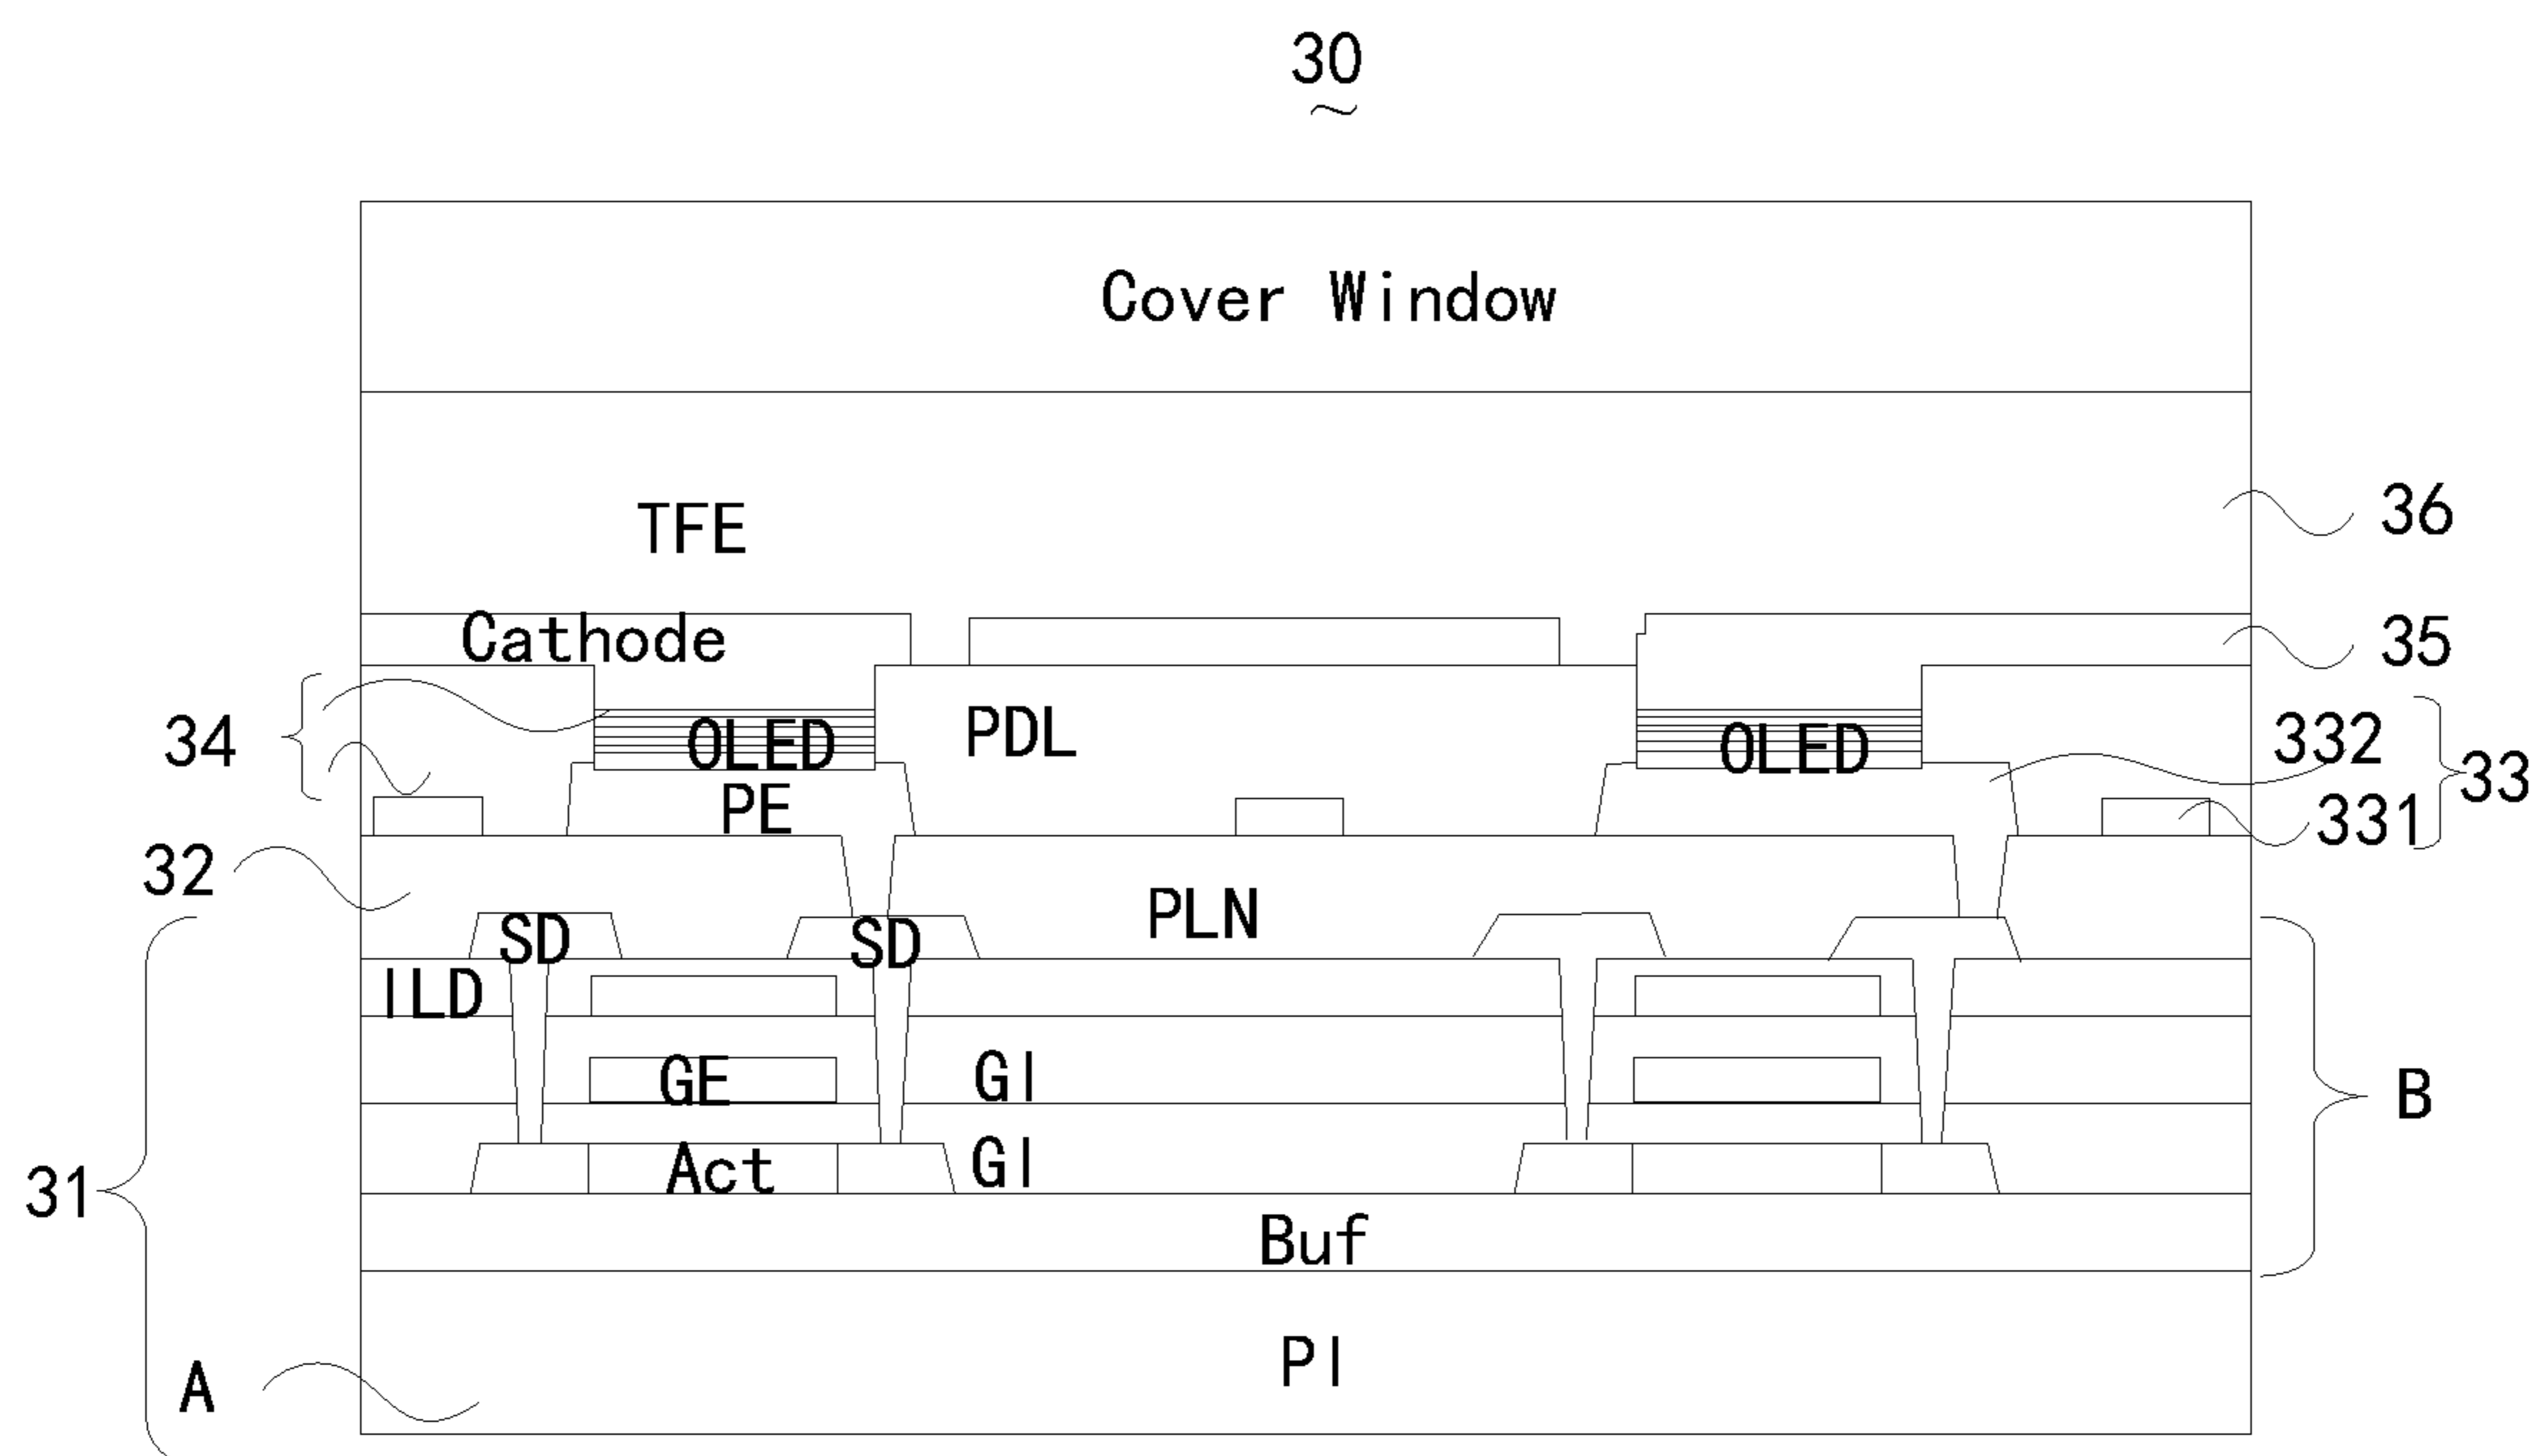 30
~
Cover Window
TFE
36
Cathode
35
34
OLED
PDL
OLED
332
33
PE
331
32
PLN
SD
SD
ILD
GE
GI
B
31
Act
GI
Buf
PI
A